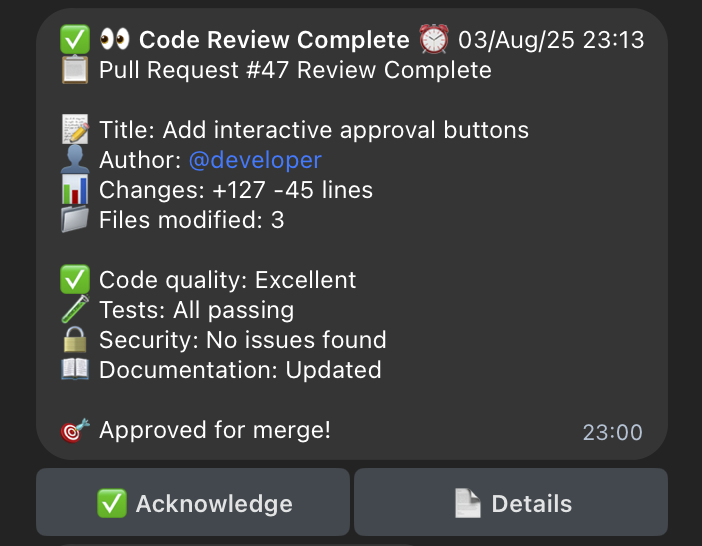 ✅ 👀 Code Review Complete ⏰ 03/Aug/25 23:13
📋 Pull Request #47 Review Complete
📝 Title: Add interactive approval buttons
👤 Author: @developer
📊 Changes: +127 -45 lines
📁 Files modified: 3
✅ Code quality: Excellent
🧪 Tests: All passing
🔒 Security: No issues found
📖 Documentation: Updated
🎯 Approved for merge!
23:00
✅ Acknowledge
📄 Details